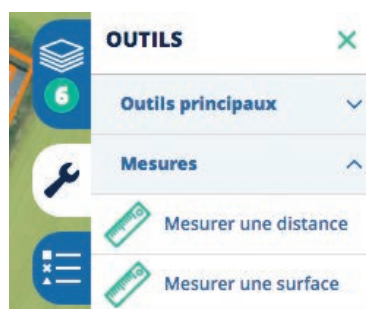 OUTILS
6
Outils principaux
Mesures
Mesurer une distance
Mesurer une surface